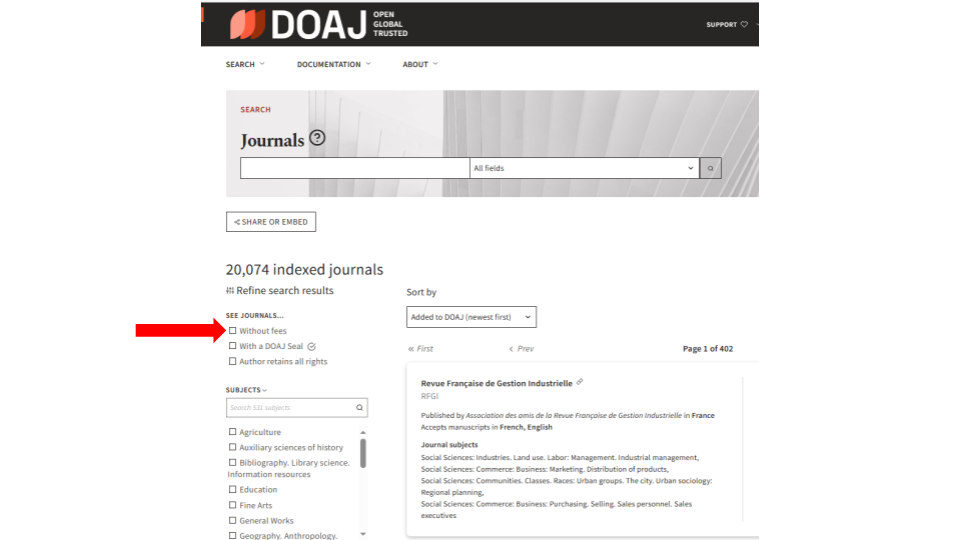 DOAJ
OPEN
GLOBAL
TRUSTED
SUPPORT
SEARCH
DOCUMENTATION
ABOUT
SEARCH
Journals ?
All fields
SHARE OR EMBED
20,074 indexed journals
Refine search results
SEE JOURNALS...
Without fees
With a DOAJ Seal
Author retains all rights
SUBJECTS
Search 551 subjects
Agriculture
Auxiliary sciences of history
Bibliography. Library science.
Information resources
Education
Fine Arts
General Works
Geography. Anthropology.
Sort by
Added to DOAJ (newest first)
« First
‹ Prev
Page 1 of 402
Revue Française de Gestion Industrielle
RFGI
Published by Association des amis de la Revue Française de Gestion Industrielle in France
Accepts manuscripts in French, English
Journal subjects
Social Sciences: Industries. Land use. Labor: Management. Industrial management,
Social Sciences: Commerce: Business: Marketing. Distribution of products,
Social Sciences: Communities. Classes. Races: Urban groups. The city. Urban sociology:
Regional planning,
Social Sciences: Commerce: Business: Purchasing. Selling. Sales personnel. Sales
executives